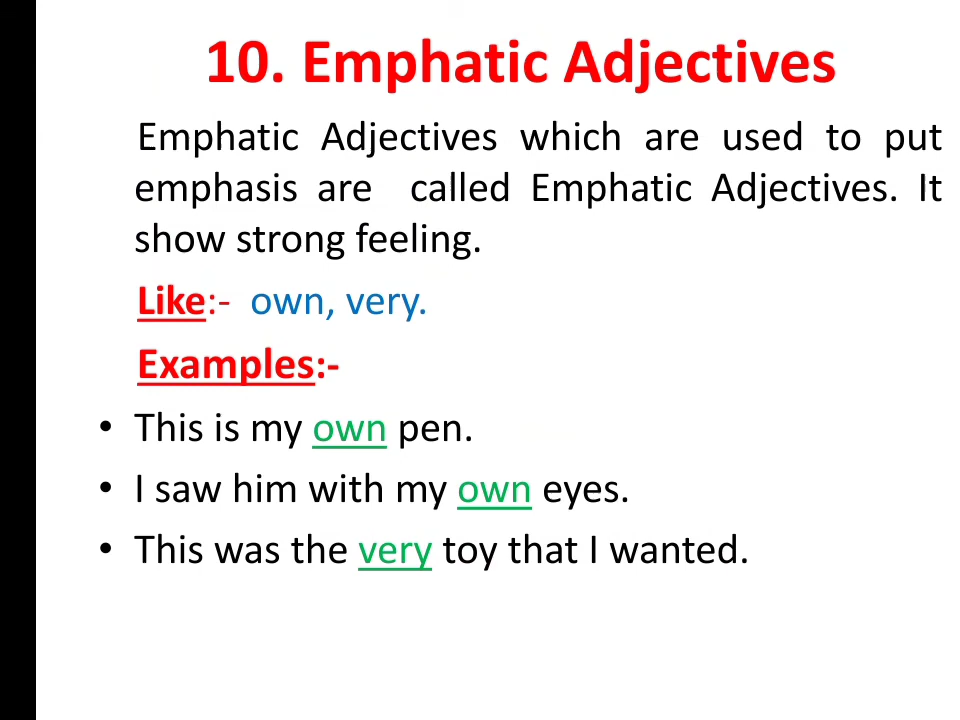 10. Emphatic Adjectives
Emphatic Adjectives which are used to put
emphasis are called Emphatic Adjectives. It
show strong feeling.
Like:- own, very.
Examples:-
• This is my own pen.
• I saw him with my own eyes.
• This was the very toy that I wanted.